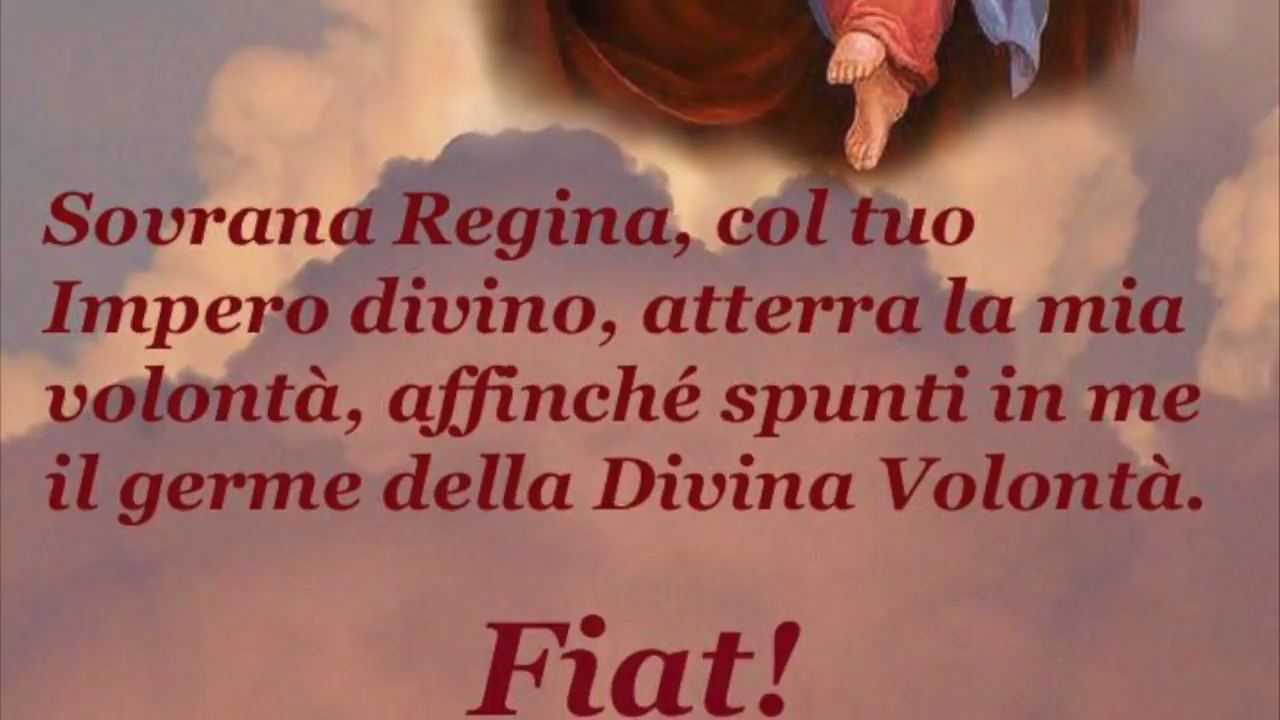 Sovrana Regina, col tuo
Impero divino, atterra la mia
volontà, affinché spunti in me
il germe della Divina Volontà.
Fiat!